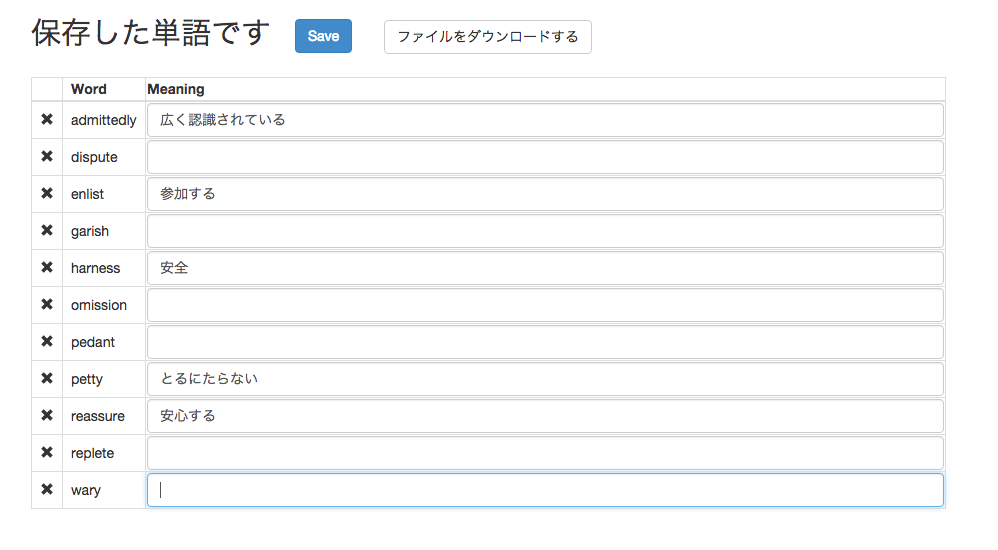 保存した単語です Save ファイルをダウンロードする
Word Meaning
admittedly 広く認識されている
dispute
enlist 参加する
garish
harness 安全
omission
pedant
petty とるにたらない
reassure 安心する
replete
wary